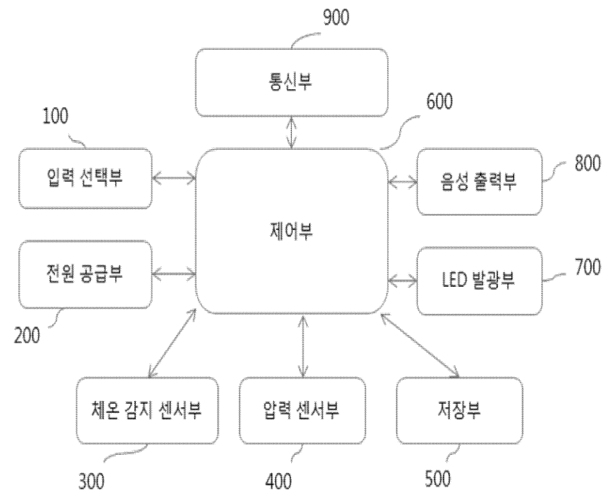 900
통신부
600
100
입력 선택부
음성 출력부
800
제어부
전원 공급부
200
LED 발광부
700
체온 감지 센서부
300
압력 센서부
400
저장부
500